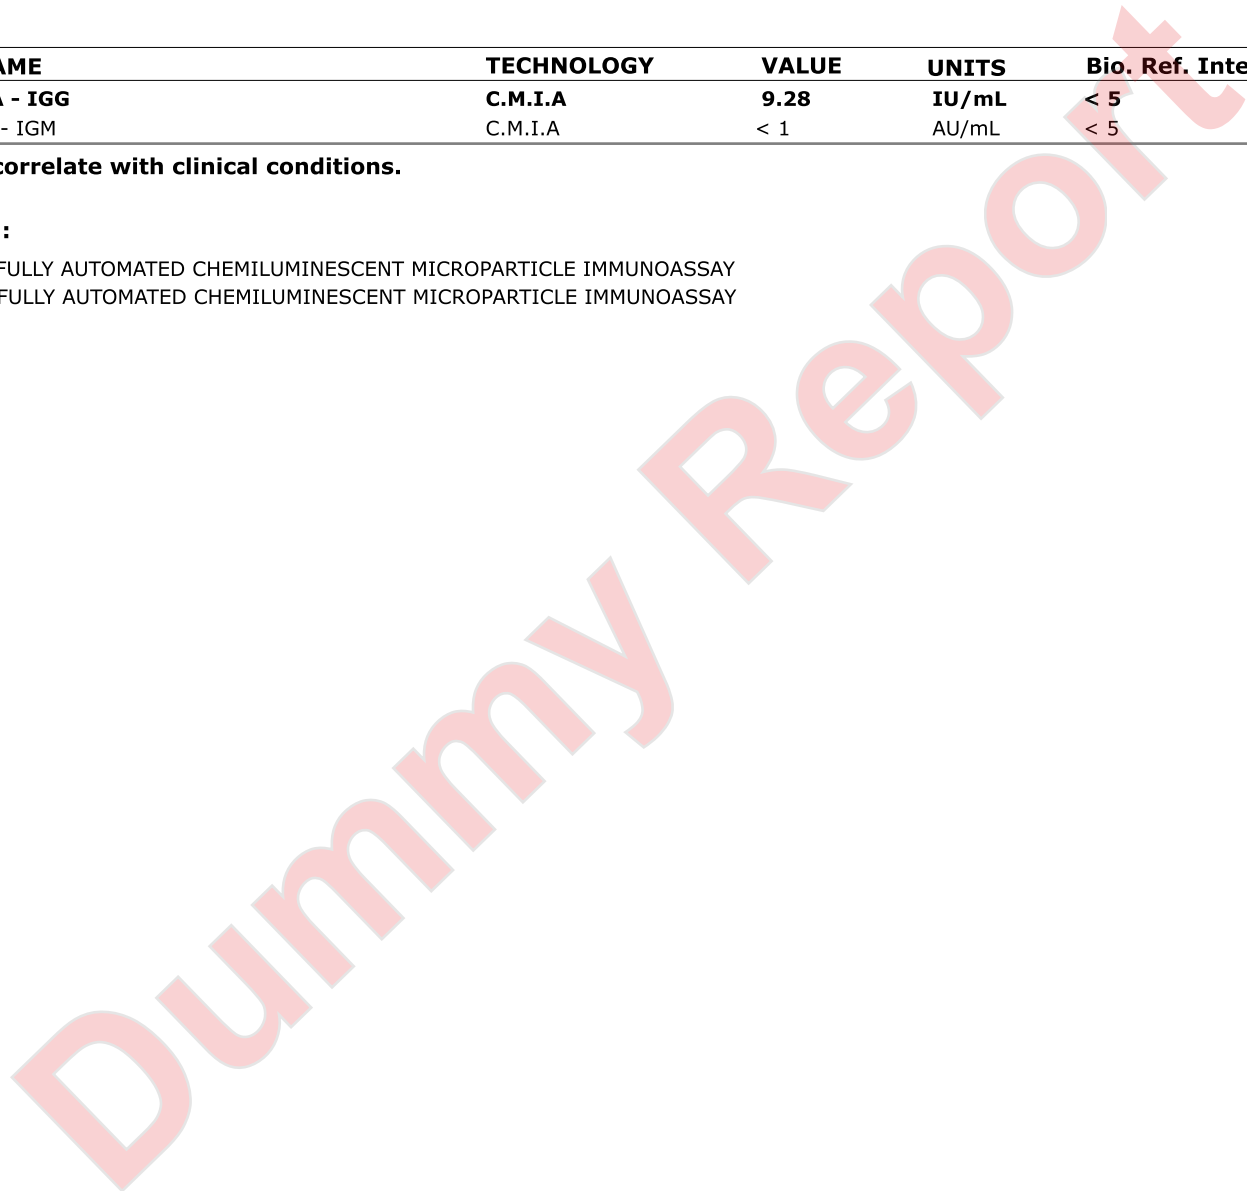 AME TECHNOLOGY VALUE UNITS Bio. Ref. Inte
A - IGG C.M.I.A 9.28 IU/mL < 5
- IGM C.M.I.A < 1 AU/mL < 5
correlate with clinical conditions.
:
FULLY AUTOMATED CHEMILUMINESCENT MICROPARTICLE IMMUNOASSAY
FULLY AUTOMATED CHEMILUMINESCENT MICROPARTICLE IMMUNOASSAY
Dummy Report